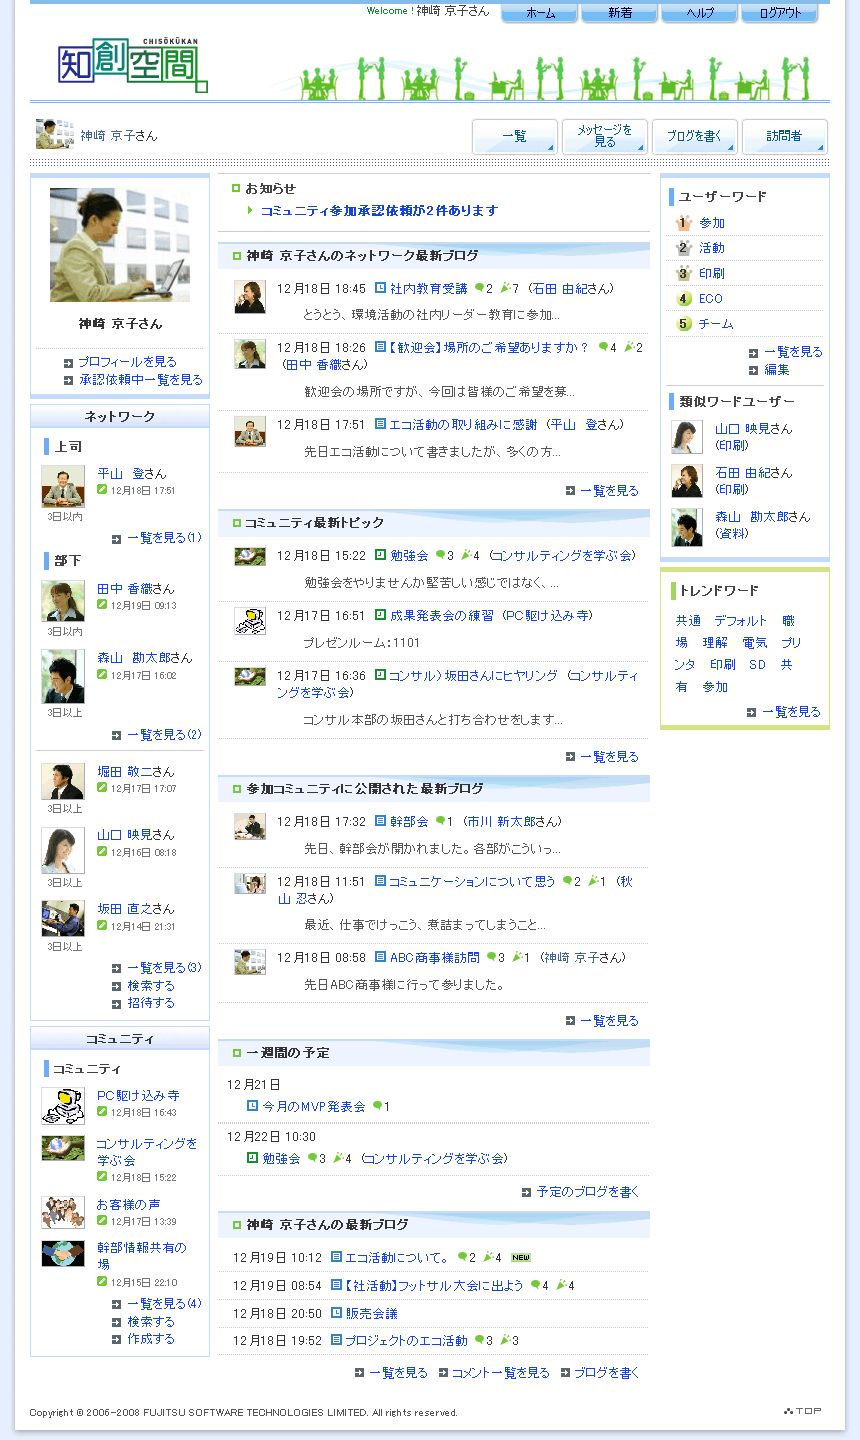 Welcome ! 神崎 京子さん
ホーム
新着
ヘルプ
ログアウト
CHISÔKÛKAN
知創空間
神崎 京子さん
一覧
メッセージを
見る
ブログを書く
訪問者
神崎 京子さん
プロフィールを見る
承認依頼中一覧を見る
ネットワーク
上司
平山　登さん
12月18日 17:51
3日以内
一覧を見る(1)
部下
田中 香織さん
12月19日 09:13
3日以内
森山　勘太郎さん
12月17日 16:02
3日以上
一覧を見る(2)
堀田 敬二さん
12月17日 17:07
3日以上
山口 映見さん
12月16日 08:18
3日以上
坂田 直之さん
12月14日 21:31
3日以上
一覧を見る(3)
検索する
招待する
コミュニティ
コミュニティ
PC駆け込み寺
12月18日 16:43
コンサルティングを
学ぶ会
12月18日 15:22
お客様の声
12月17日 13:39
幹部情報共有の
場
12月15日 22:10
一覧を見る(4)
検索する
作成する
お知らせ
コミュニティ参加承認依頼が2件あります
神崎 京子さんのネットワーク最新ブログ
12月18日 18:45 社内教育受講 2 7 (石田 由紀さん)
とうとう、環境活動の社内リーダー教育に参加...
12月18日 18:26 【歓迎会】場所のご希望ありますか？ 4 2
(田中 香織さん)
歓迎会の場所ですが、今回は皆様のご希望を募...
12月18日 17:51 エコ活動の取り組みに感謝 (平山　登さん)
先日エコ活動について書きましたが、多くの方...
一覧を見る
コミュニティ最新トピック
12月18日 15:22 勉強会 3 4 (コンサルティングを学ぶ会)
勉強会をやりませんか堅苦しい感じではなく、...
12月17日 16:51 成果発表会の練習 (PC駆け込み寺)
プレゼンルーム：1101
12月17日 16:36 コンサル）坂田さんにヒヤリング (コンサルティ
ングを学ぶ会)
コンサル本部の坂田さんと打ち合わせをします...
一覧を見る
参加コミュニティに公開された最新ブログ
12月18日 17:32 幹部会 1 (市川 新太郎さん)
先日、幹部会が開かれました。各部がこういっ...
12月18日 11:51 コミュニケーションについて思う 2 1 (秋
山 忍さん)
最近、仕事でけっこう、煮詰まってしまうこと...
12月18日 08:58 ABC商事様訪問 3 1 (神崎 京子さん)
先日ABC商事様に行って参りました。
一覧を見る
一週間の予定
12月21日
今月のMVP発表会 1
12月22日 10:30
勉強会 3 4 (コンサルティングを学ぶ会)
予定のブログを書く
神崎 京子さんの最新ブログ
12月19日 10:12 エコ活動について。 2 4 NEW
12月19日 08:54 【社活動】フットサル大会に出よう 4 4
12月18日 20:50 販売会議
12月18日 19:52 プロジェクトのエコ活動 3 3
一覧を見る コメント一覧を見る ブログを書く
ユーザーワード
1 参加
2 活動
3 印刷
4 ECO
5 チーム
一覧を見る
編集
類似ワードユーザー
山口 映見さん
(印刷)
石田 由紀さん
(印刷)
森山　勘太郎さん
(資料)
トレンドワード
共通 デフォルト 職
場 理解 電気 プリ
ンタ 印刷 SD 共
有 参加
一覧を見る
Copyright © 2006-2008 FUJITSU SOFTWARE TECHNOLOGIES LIMITED. All rights reserved.
TOP